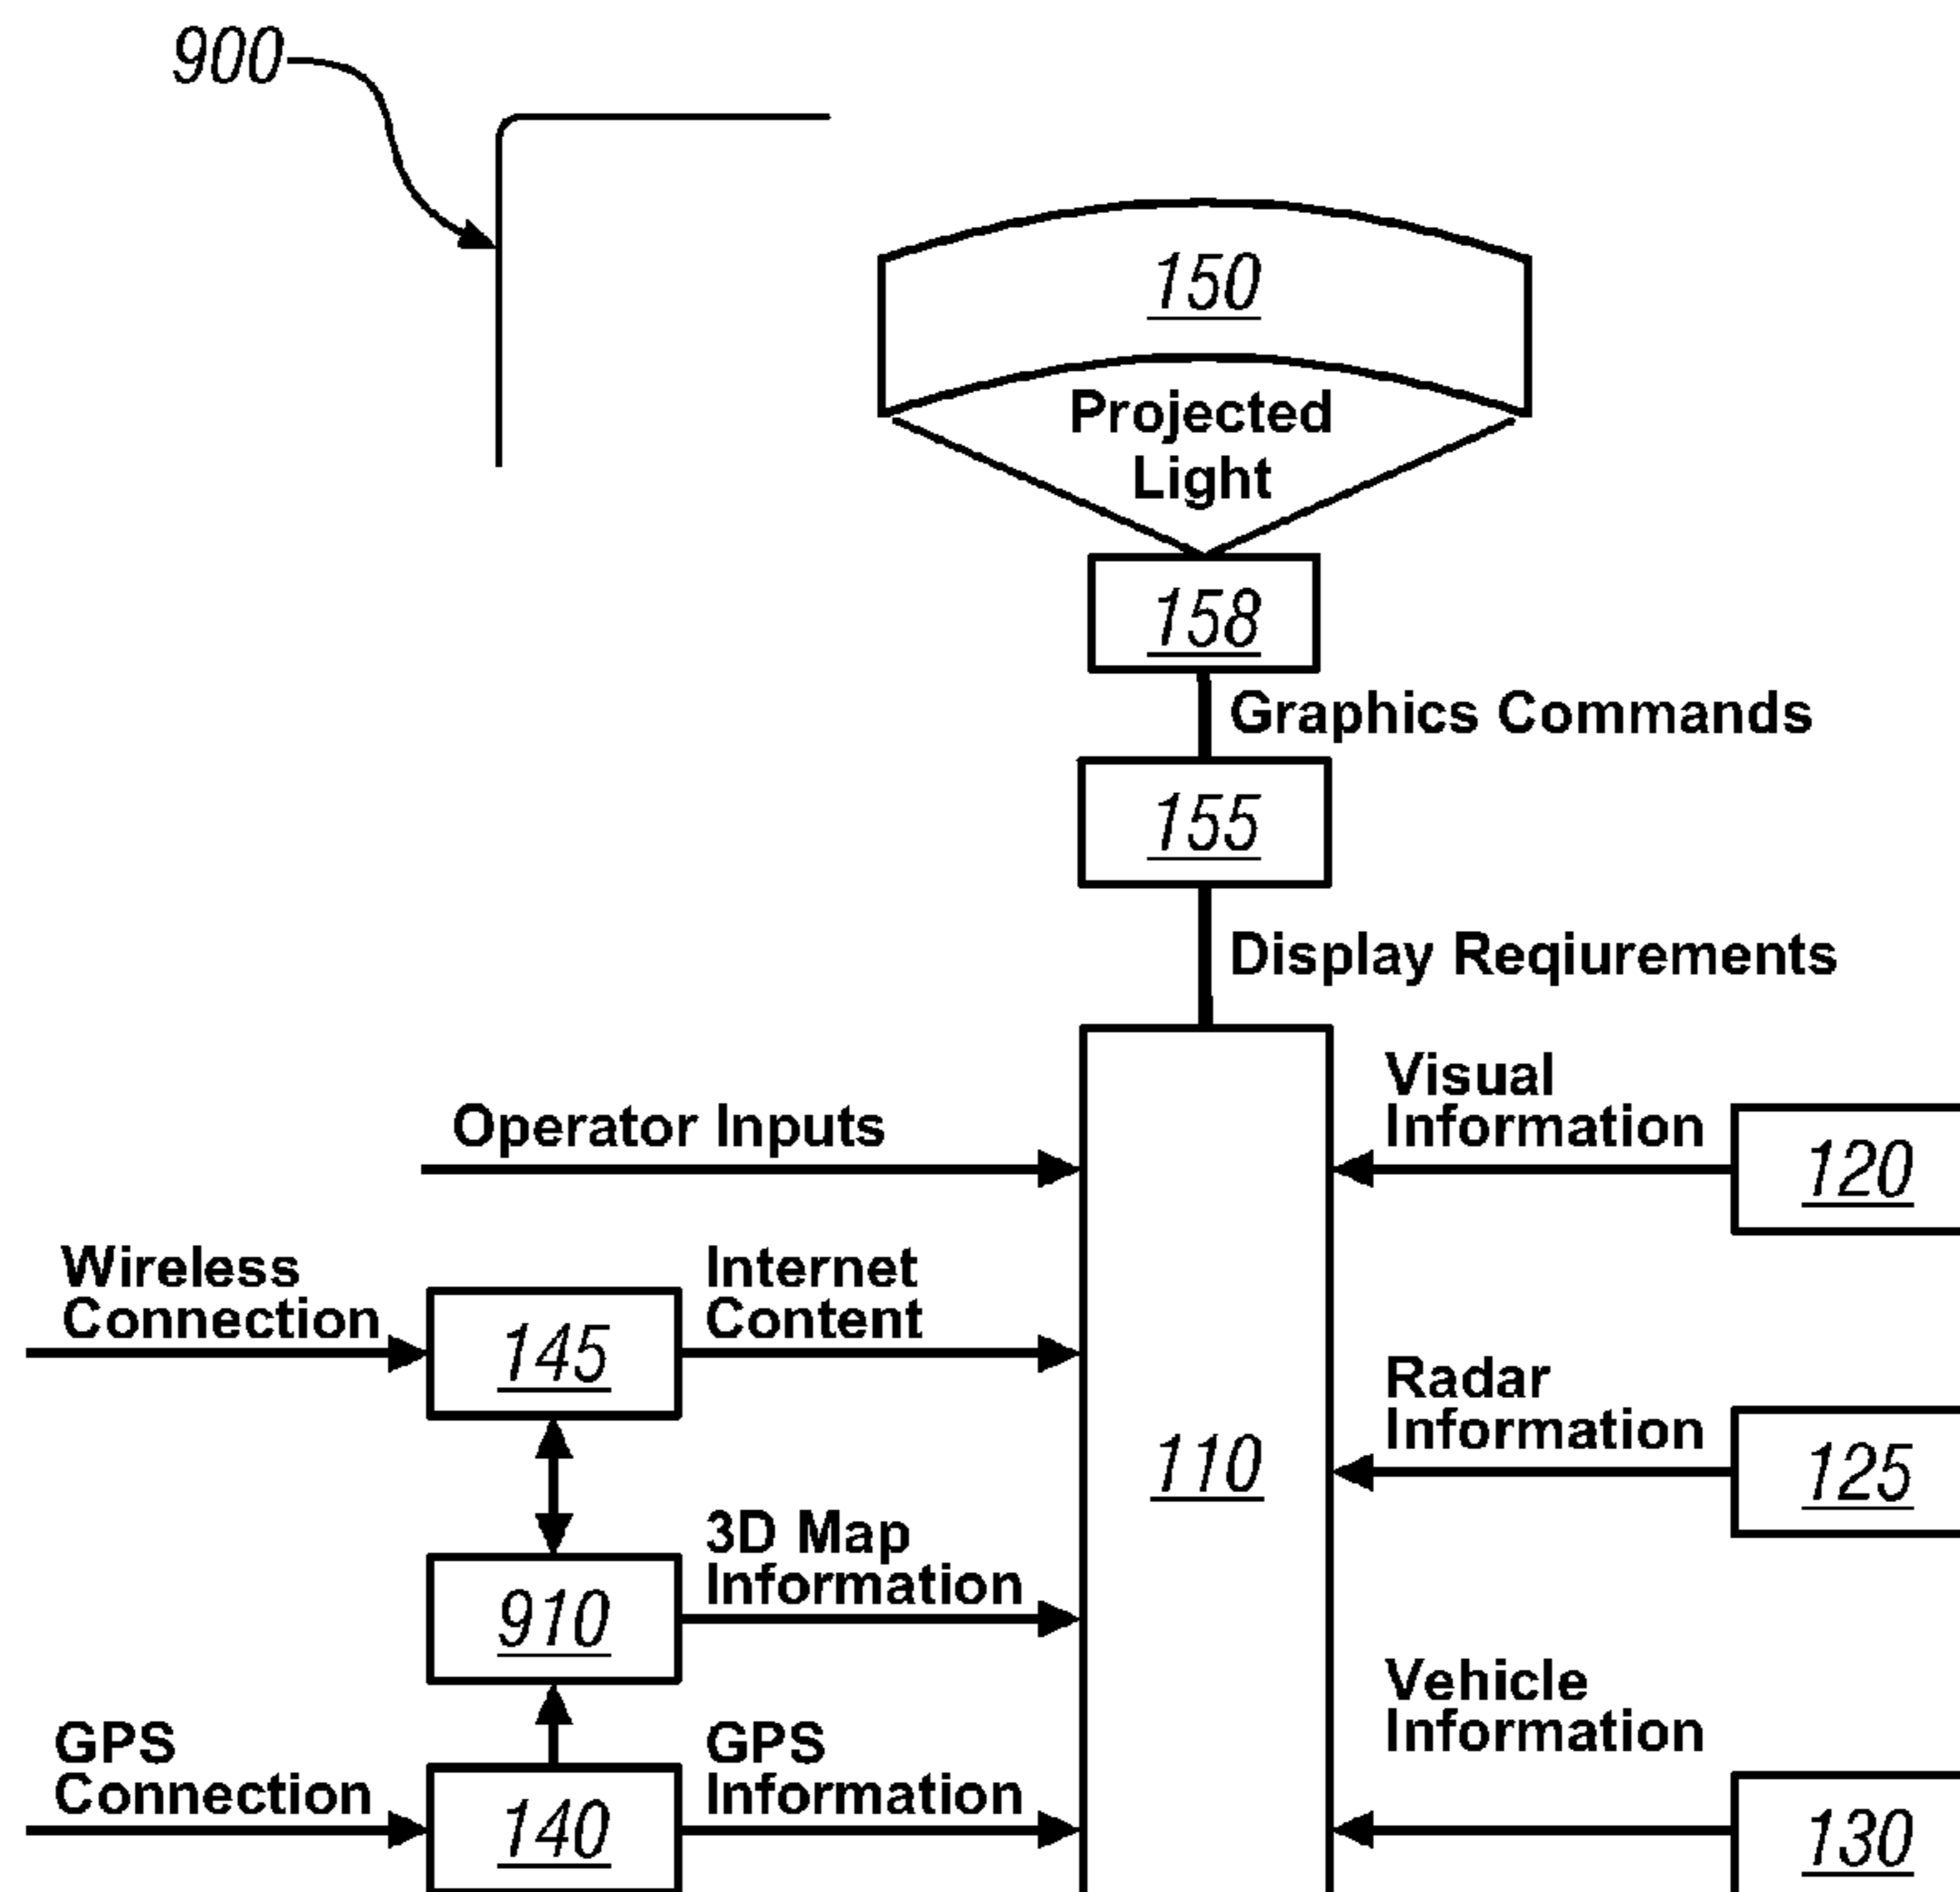 900
150
Projected
Light
158
Graphics Commands
155
Display Reqiurements
Operator Inputs
Visual
Information
120
Wireless
Connection
145
Internet
Content
Radar
Information
125
110
3D Map
Information
910
Vehicle
Information
130
GPS
Connection
140
GPS
Information